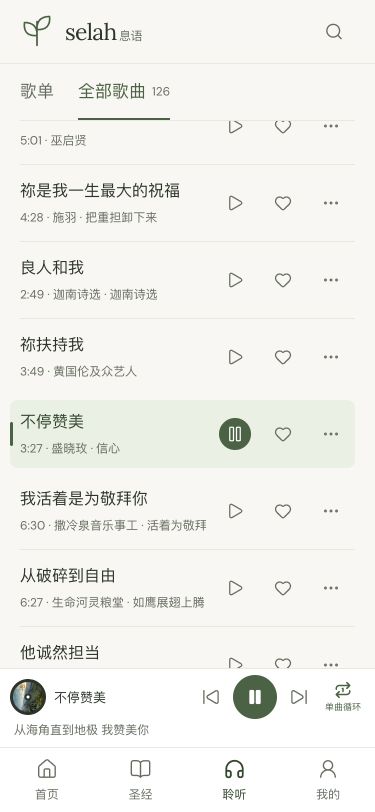 selah 息语
歌单 全部歌曲 126
5:01 · 巫启贤
祢是我一生最大的祝福
4:28 · 施羽 · 把重担卸下来
良人和我
2:49 · 迦南诗选 · 迦南诗选
祢扶持我
3:49 · 黄国伦及众艺人
不停赞美
3:27 · 盛晓玫 · 信心
我活着是为敬拜你
6:30 · 撒冷泉音乐事工 · 活着为拜
从破碎到自由
6:27 · 生命河灵粮堂 · 如鹰展翅上腾
他诚然担当
不停赞美
单曲循环
从海角直到地极 我赞美你
首页 圣经 聆听 我的